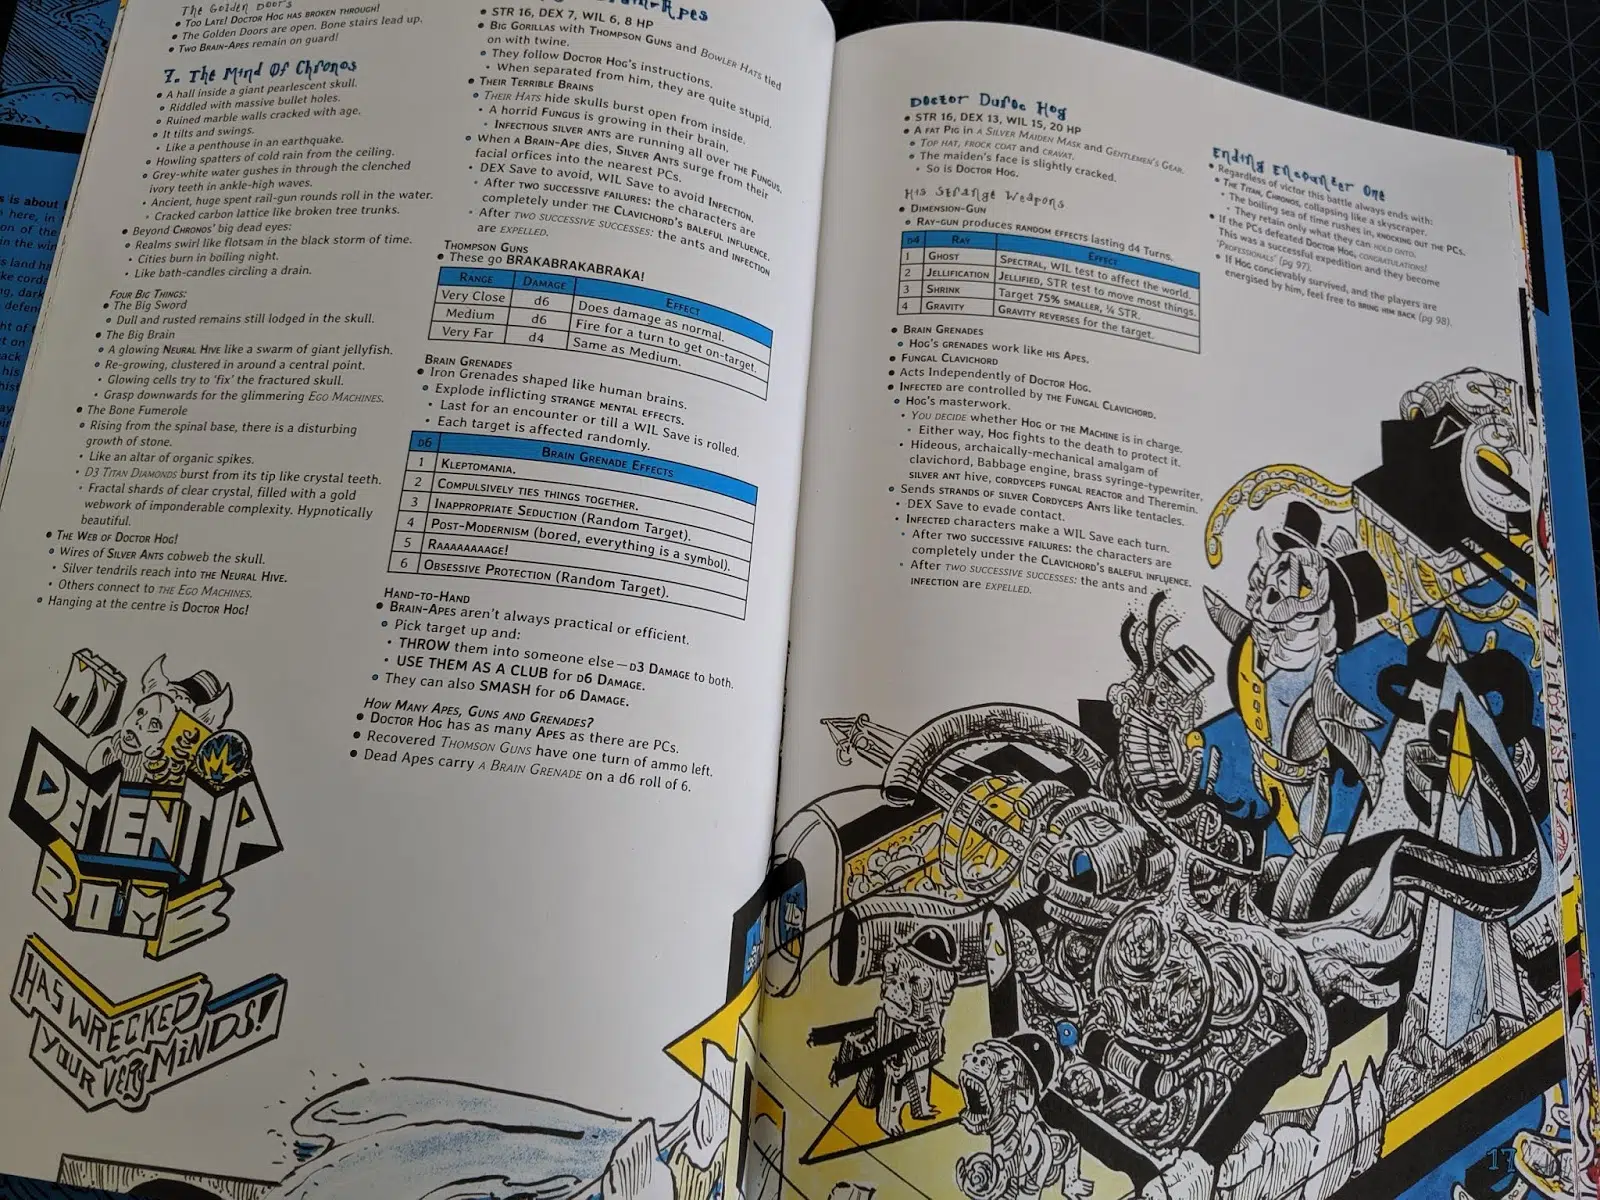 The Golden Doors
Too Late! Doctor Hog has broken through!
The Golden Doors are open. Bone stairs lead up.
Two Brain-Apes remain on guard!
7. The Mind Of Chronos
A hall inside a giant pearlescent skull.
Riddled with massive bullet holes.
Ruined marble walls cracked with age.
It tilts and swings.
Like a penthouse in an earthquake.
Howling spatters of cold rain from the ceiling.
Grey-white water gushes in through the clenched
ivory teeth in ankle-high waves.
Ancient, huge spent rail-gun rounds roll in the water.
Cracked carbon lattice like broken tree trunks.
Beyond Chronos' big dead eyes:
Realms swirl like flotsam in the black storm of time.
Cities burn in boiling night.
Like bath-candles circling a drain.
Four Big Things:
The Big Sword
Dull and rusted remains still lodged in the skull.
The Big Brain
A glowing Neural Hive like a swarm of giant jellyfish.
Re-growing, clustered in around a central point.
Glowing cells try to 'fix' the fractured skull.
Grasp downwards for the glimmering Ego Machines.
The Bone Fumerole
Rising from the spinal base, there is a disturbing
growth of stone.
Like an altar of organic spikes.
D3 Titan Diamonds burst from its tip like crystal teeth.
Fractal shards of clear crystal, filled with a gold
webwork of imponderable complexity. Hypnotically
beautiful.
The Web of Doctor Hog!
Wires of Silver Ants cobweb the skull.
Silver tendrils reach into the Neural Hive.
Others connect to the Ego Machines.
Hanging at the centre is Doctor Hog!
MY
DEMENTIA
BODY
HAS WRECKED
YOUR VERY MINDS!
Brain-Apes
STR 16, DEX 7, WIL 6, 8 HP
Big Gorillas with Thompson Guns and Bowler Hats tied
on with twine.
They follow Doctor Hog's instructions.
When separated from him, they are quite stupid.
Their Terrible Brains
Their Hats hide skulls burst open from inside.
A horrid Fungus is growing in their brain.
Infectious silver ants are running all over the Fungus.
When a Brain-Ape dies, Silver Ants surge from their
facial orifices into the nearest PCs.
DEX Save to avoid, WIL Save to avoid Infection.
After two successive failures: the characters are
completely under the Clavichord's baleful influence.
After two successive successes: the ants and infection
are expelled.
Thompson Guns
These go BRAKABRAKABRAKA!
Range Damage Effect
Very Close d6 Does damage as normal.
Medium d6 Fire for a turn to get on-target.
Very Far d4 Same as Medium.
Brain Grenades
Iron Grenades shaped like human brains.
Explode inflicting strange mental effects.
Last for an encounter or till a WIL Save is rolled.
Each target is affected randomly.
D6 Brain Grenade Effects
1 Kleptomania.
2 Compulsively ties things together.
3 Inappropriate Seduction (Random Target).
4 Post-Modernism (bored, everything is a symbol).
5 Raaaaaaage!
6 Obsessive Protection (Random Target).
Hand-to-Hand
Brain-Apes aren't always practical or efficient.
Pick target up and:
THROW them into someone else—D3 Damage to both.
USE THEM AS A CLUB for D6 Damage.
They can also SMASH for D6 Damage.
How Many Apes, Guns and Grenades?
Doctor Hog has as many Apes as there are PCs.
Recovered Thomson Guns have one turn of ammo left.
Dead Apes carry a Brain Grenade on a d6 roll of 6.
Doctor Duroc Hog
STR 16, DEX 13, WIL 15, 20 HP
A fat Pig in a Silver Maiden Mask and Gentlemen's Gear.
Top hat, frock coat and cravat.
The maiden's face is slightly cracked.
So is Doctor Hog.
His Strange Weapons
Dimension-Gun
Ray-gun produces random effects lasting d4 Turns.
D4 Ray Effect
1 Ghost Spectral, WIL test to affect the world.
2 Jellification Jellified, STR test to move most things.
3 Shrink Target 75% smaller, ¼ STR.
4 Gravity Gravity reverses for the target.
Brain Grenades
Hog's grenades work like his Apes.
Fungal Clavichord
Acts Independently of Doctor Hog.
Infected are controlled by the Fungal Clavichord.
Hog's masterwork.
You decide whether Hog or the Machine is in charge.
Either way, Hog fights to the death to protect it.
Hideous, archaically-mechanical amalgam of
clavichord, Babbage engine, brass syringe-typewriter,
silver ant hive, cordyceps fungal reactor and Theremin.
Sends strands of silver Cordyceps Ants like tentacles.
DEX Save to evade contact.
Infected characters make a WIL Save each turn.
After two successive failures: the characters are
completely under the Clavichord's baleful influence.
After two successive successes: the ants and
infection are expelled.
Ending Encounter One
Regardless of victor this battle always ends with:
The Titan, Chronos, collapsing like a skyscraper.
The boiling sea of time rushes in, knocking out the PCs.
They retain only what they can hold onto.
If the PCs defeated Doctor Hog, congratulations!
This was a successful expedition and they become
'Professionals' (pg 97).
If Hog conceivably survived, and the players are
energised by him, feel free to bring him back (pg 98).